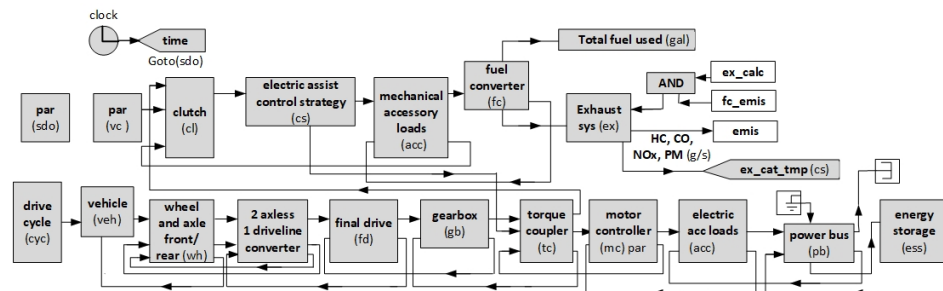 clock
time
Goto(sdo)
Total fuel used (gal)
par
(sdo)
par
(vc )
clutch
(cl)
electric assist
control strategy
(cs)
mechanical
accessory
loads
(acc)
fuel
converter
(fc)
Exhaust
sys (ex)
AND
ex_calc
fc_emis
emis
HC, CO,
NOx, PM (g/s)
ex_cat_tmp (cs)
drive
cycle
(cyc)
vehicle
(veh)
wheel
and axle
front/
rear (wh)
2 axless
1 driveline
converter
final drive
(fd)
gearbox
(gb)
torque
coupler
(tc)
motor
controller
(mc) par
electric
acc loads
(acc)
power bus
(pb)
energy
storage
(ess)